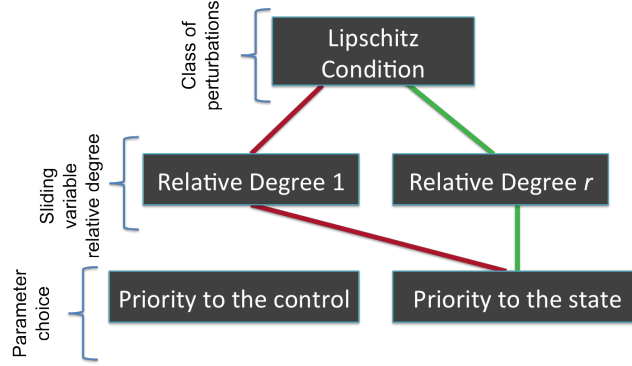 Class of
perturbations
Lipschitz
Condition
Sliding
variable
relative degree
Relative Degree 1
Relative Degree r
Parameter
choice
Priority to the control
Priority to the state